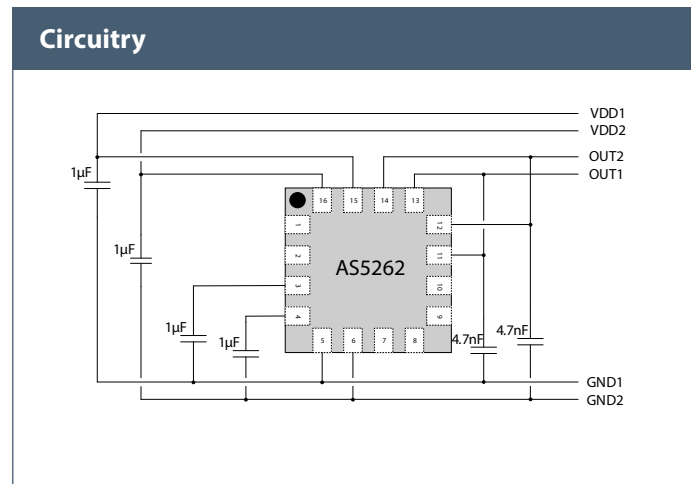 Circuitry
VDD1
VDD2
OUT2
OUT1
1µF
16 15 14 13
1
12
2
11
AS5262
1µF
3
10
4
9
1µF
1µF
5 6 7 8
4.7nF
4.7nF
GND1
GND2